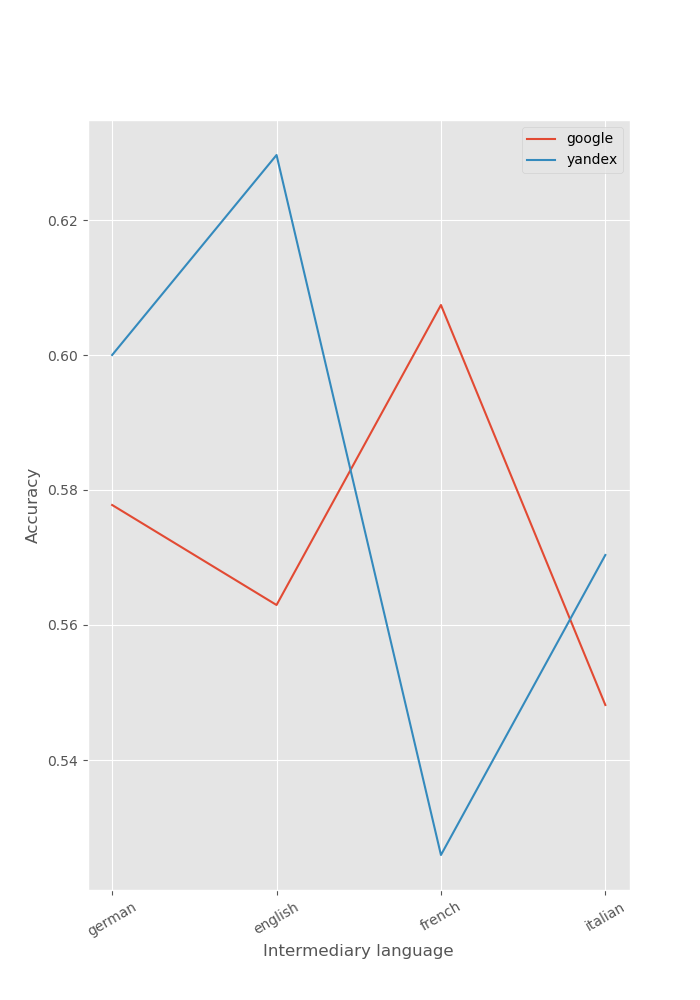 google
yandex
0.62
0.60
0.58
0.56
0.54
Accuracy
german
english
french
italian
Intermediary language